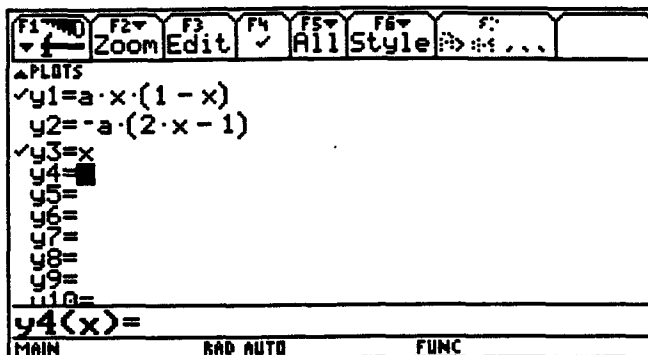 F1 F2 F3 F4 F5 F6
Zoom Edit ✓ All Style
PLOTS
✓y1=a·x·(1 - x)
y2=-a·(2·x - 1)
✓y3=x
y4=
y5=
y6=
y7=
y8=
y9=
y10=
y4(x)=
MAIN RAD AUTO FUNC